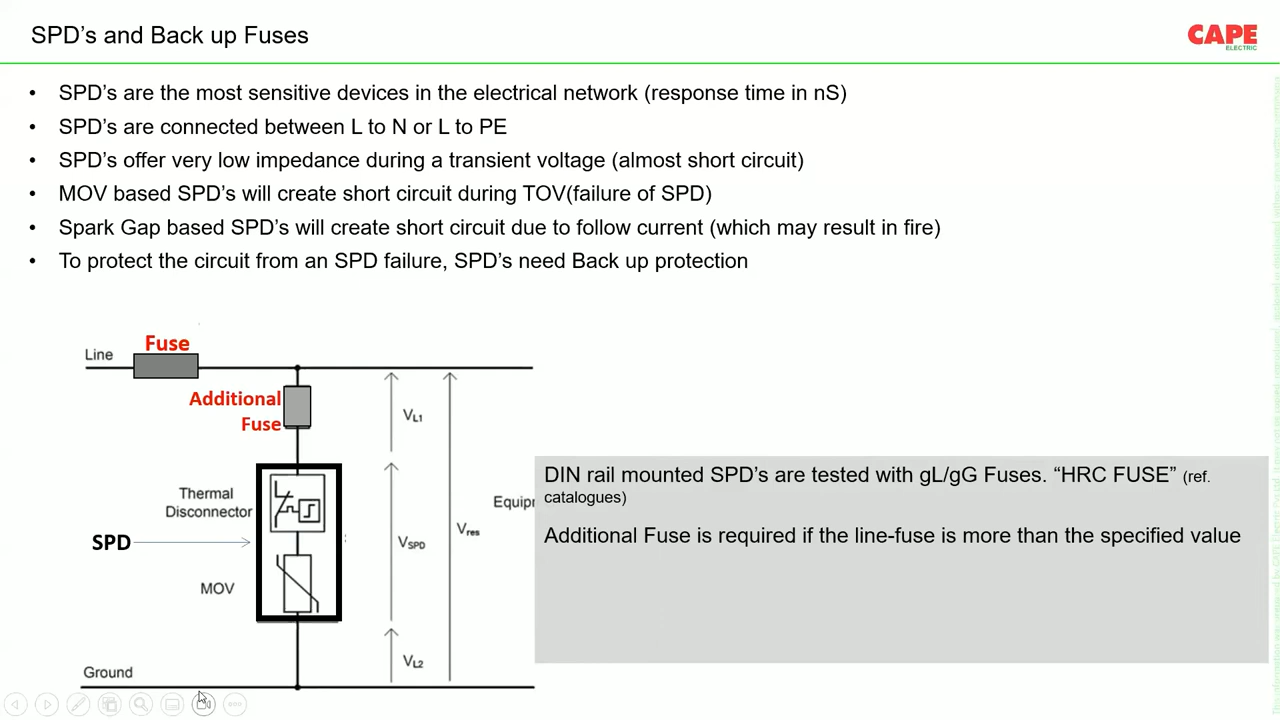 SPD's and Back up Fuses
CAPE
ELECTRIC
• SPD's are the most sensitive devices in the electrical network (response time in nS)
• SPD's are connected between L to N or L to PE
• SPD's offer very low impedance during a transient voltage (almost short circuit)
• MOV based SPD's will create short circuit during TOV(failure of SPD)
• Spark Gap based SPD's will create short circuit due to follow current (which may result in fire)
• To protect the circuit from an SPD failure, SPD's need Back up protection
Fuse
Line
Additional
Fuse
VL1
Thermal
Disconnector
SPD
MOV
VSPD
Vres
Equip
VL2
Ground
DIN rail mounted SPD's are tested with gL/gG Fuses. “HRC FUSE” (ref.
catalogues)
Additional Fuse is required if the line-fuse is more than the specified value